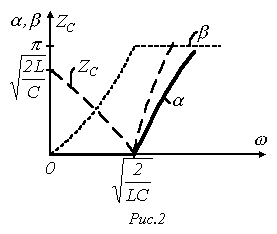 α, β Z_C
π
√(2L/C)
Z_C
β
α
ω
0
√(2/LC)
Рис.2